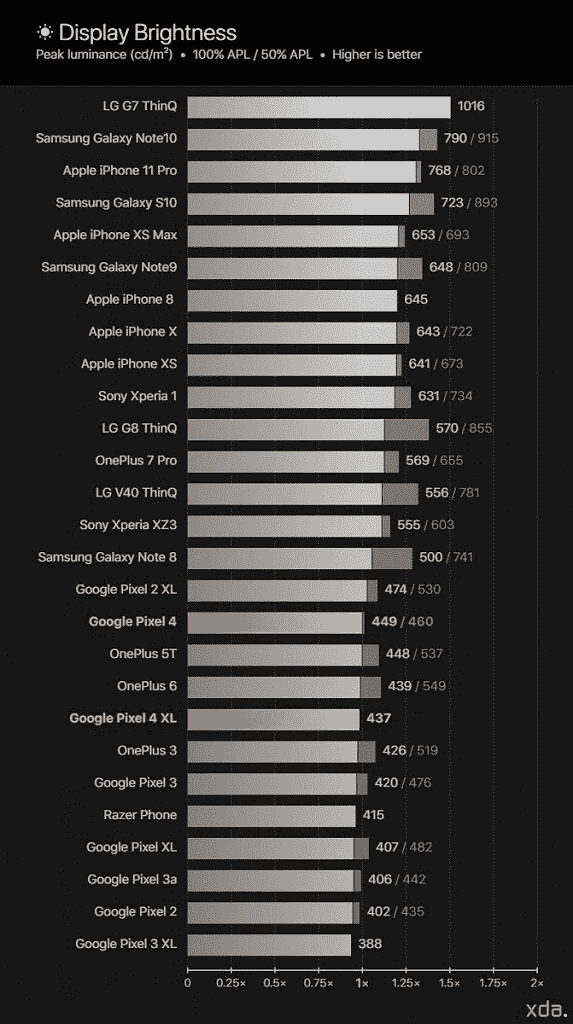 Display Brightness
Peak luminance (cd/m²) • 100% APL / 50% APL • Higher is better
LG G7 ThinQ 1016
Samsung Galaxy Note10 790 / 915
Apple iPhone 11 Pro 768 / 802
Samsung Galaxy S10 723 / 893
Apple iPhone XS Max 653 / 693
Samsung Galaxy Note9 648 / 809
Apple iPhone 8 645
Apple iPhone X 643 / 722
Apple iPhone XS 641 / 673
Sony Xperia 1 631 / 734
LG G8 ThinQ 570 / 855
OnePlus 7 Pro 569 / 655
LG V40 ThinQ 556 / 781
Sony Xperia XZ3 555 / 603
Samsung Galaxy Note 8 500 / 741
Google Pixel 2 XL 474 / 530
Google Pixel 4 449 / 460
OnePlus 5T 448 / 537
OnePlus 6 439 / 549
Google Pixel 4 XL 437
OnePlus 3 426 / 519
Google Pixel 3 420 / 476
Razer Phone 415
Google Pixel XL 407 / 482
Google Pixel 3a 406 / 442
Google Pixel 2 402 / 435
Google Pixel 3 XL 388
0 0.25× 0.5× 0.75× 1× 1.25× 1.5× 1.75× 2×
xda.